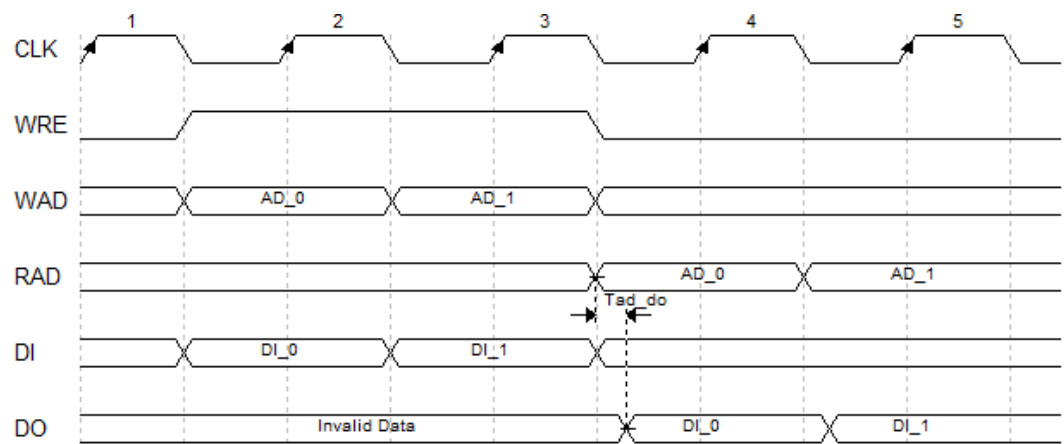 1 2 3 4 5
CLK
WRE
WAD AD_0 AD_1
RAD AD_0 AD_1
Tad_do
DI DI_0 DI_1
DO Invalid Data DI_0 DI_1